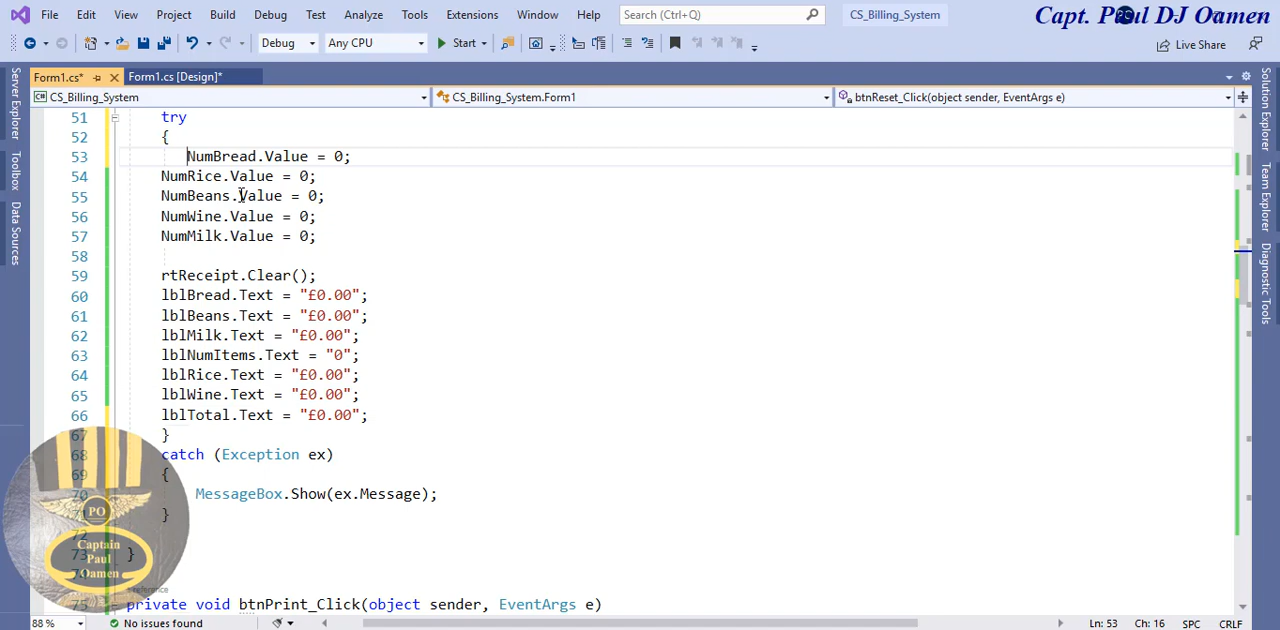 File Edit View Project Build Debug Test Analyze Tools Extensions Window Help Search (Ctrl+Q) CS_Billing_System Capt. Paul DJ Oamen
Debug Any CPU Start Live Share
Form1.cs* Form1.cs [Design]*
CS_Billing_System CS_Billing_System.Form1 btnReset_Click(object sender, EventArgs e)
Server Explorer
Toolbox
Data Sources
51 try
52 {
53 NumBread.Value = 0;
54 NumRice.Value = 0;
55 NumBeans.Value = 0;
56 NumWine.Value = 0;
57 NumMilk.Value = 0;
58
59 rtReceipt.Clear();
60 lblBread.Text = "£0.00";
61 lblBeans.Text = "£0.00";
62 lblMilk.Text = "£0.00";
63 lblNumItems.Text = "0";
64 lblRice.Text = "£0.00";
65 lblWine.Text = "£0.00";
66 lblTotal.Text = "£0.00";
67 }
68 catch (Exception ex)
69 {
70 MessageBox.Show(ex.Message);
}
73 }
1 reference
75 private void btnPrint_Click(object sender, EventArgs e)
PO
Captain
Paul
Oamen
Solution Explorer
Team Explorer
Diagnostic Tools
88 % No issues found Ln: 53 Ch: 16 SPC CRLF